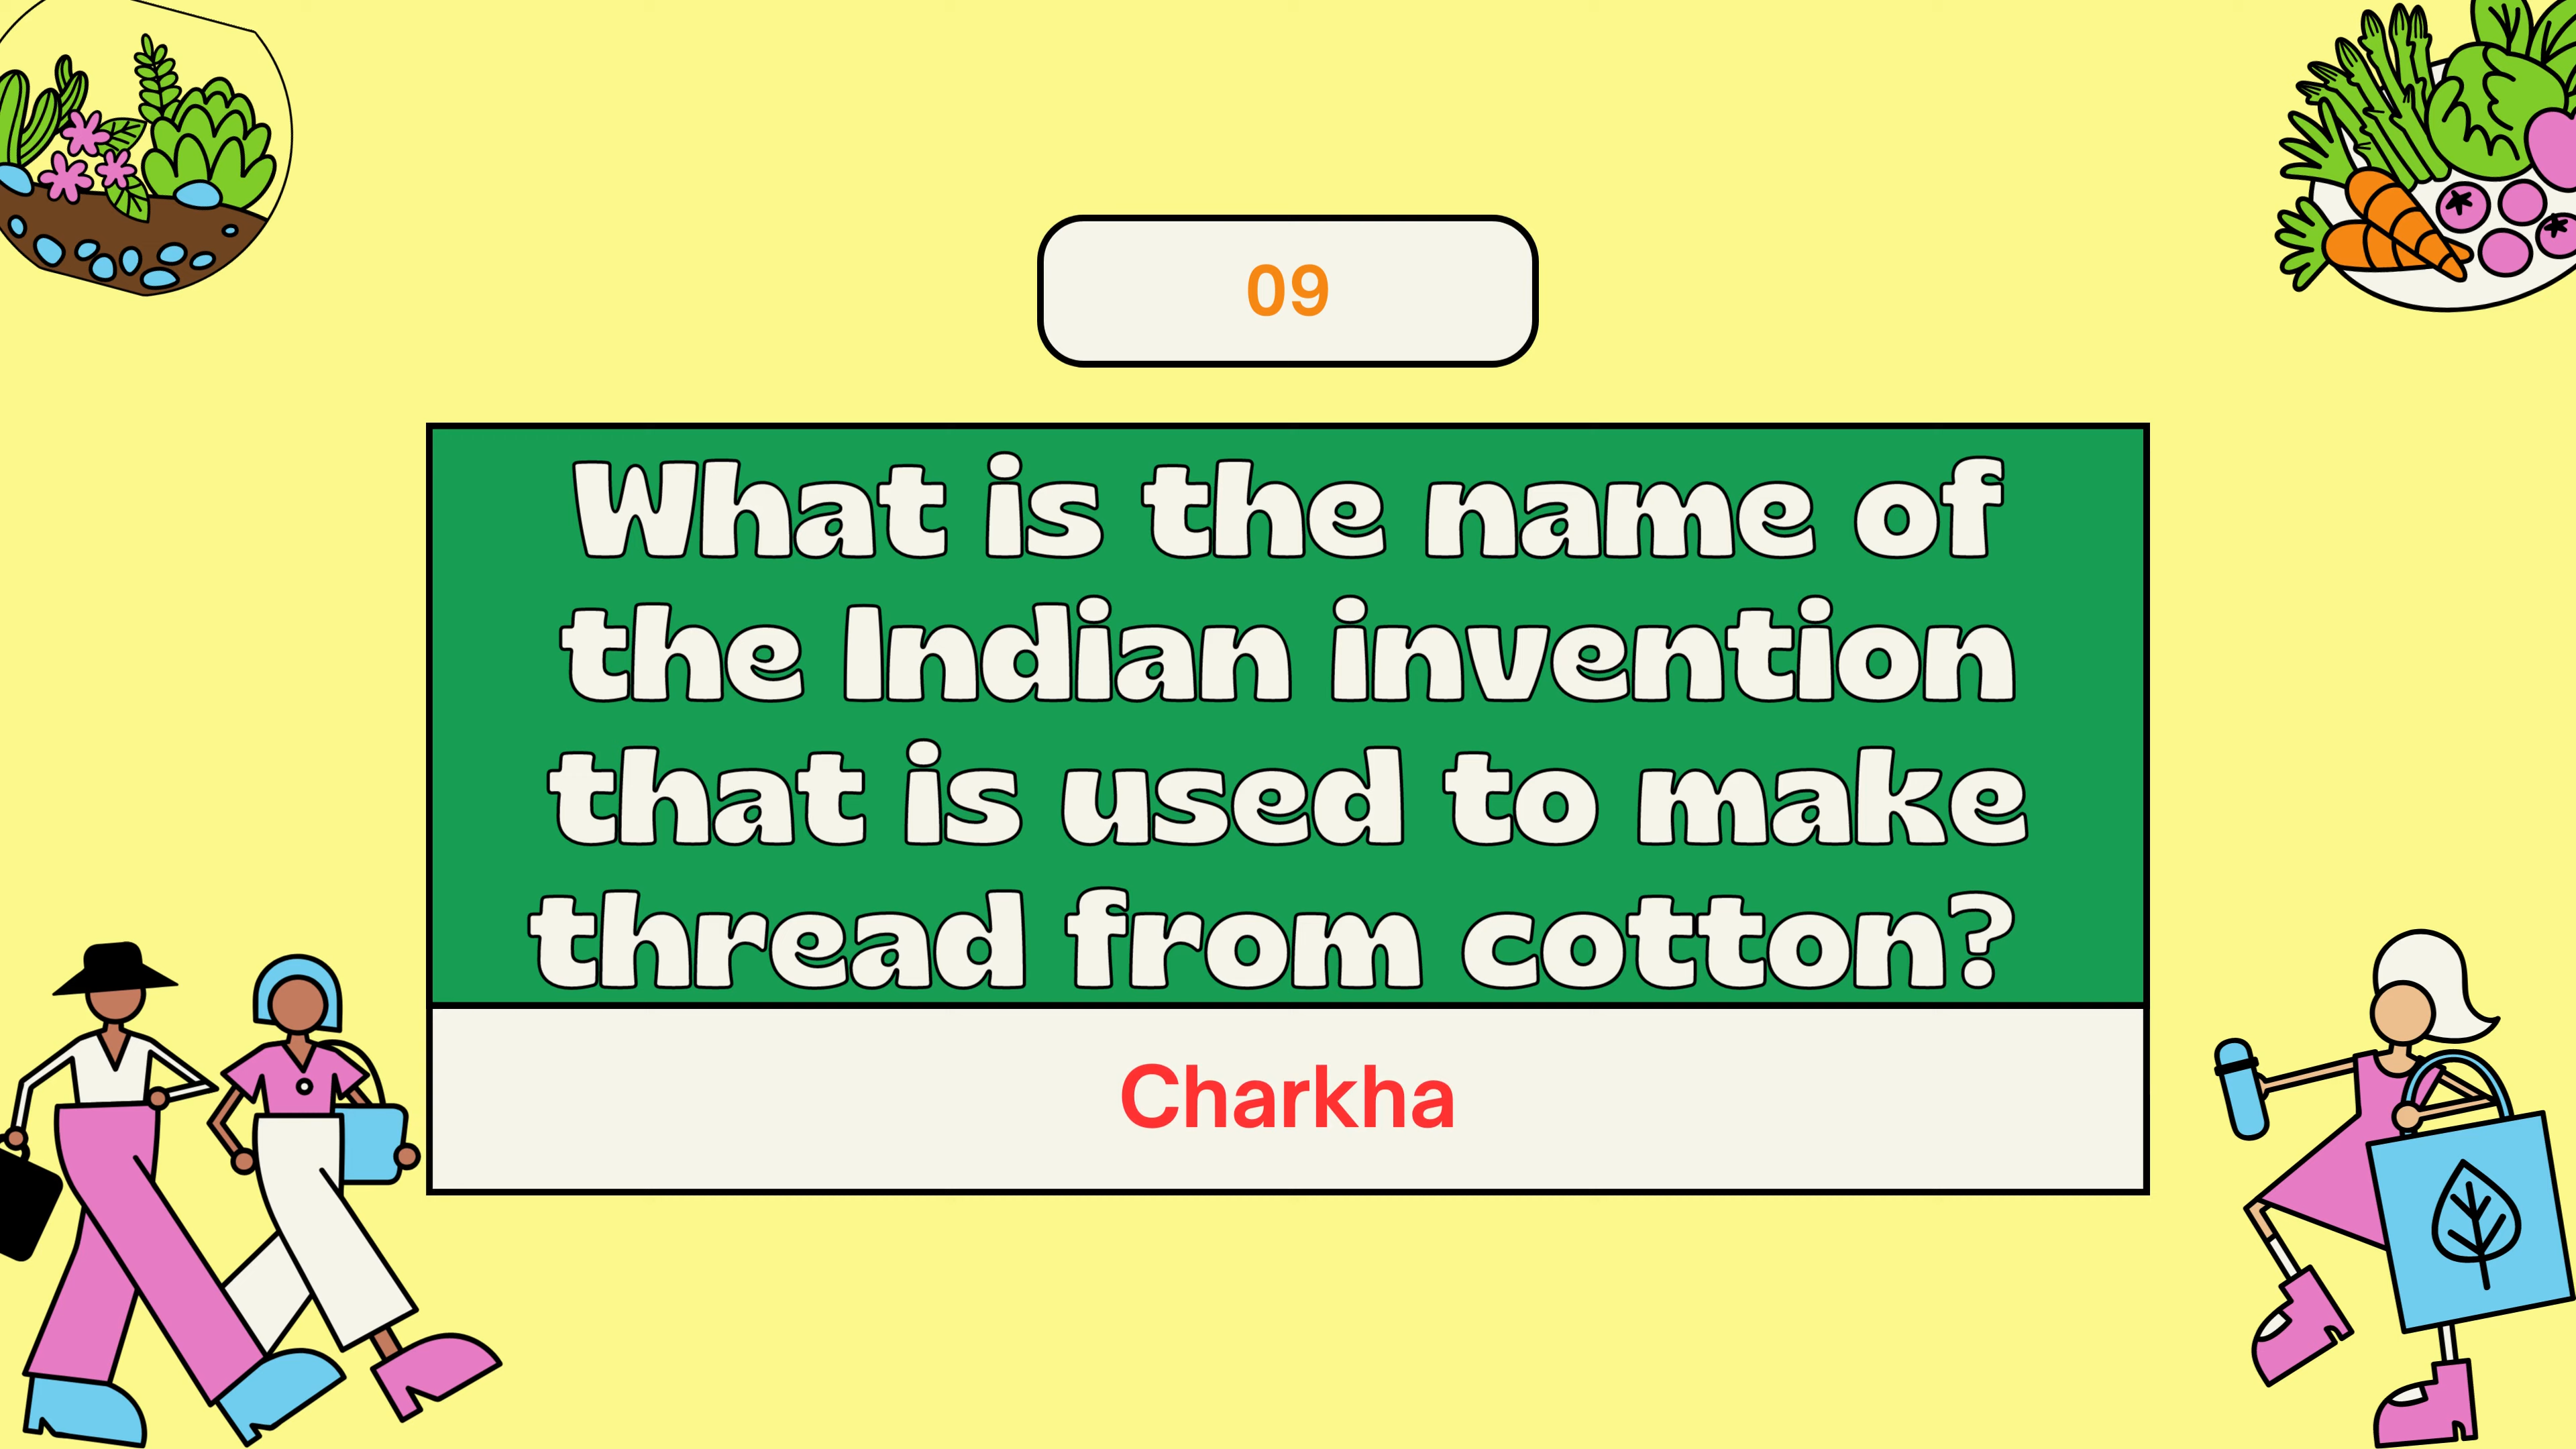 09
What is the name of
the Indian invention
that is used to make
thread from cotton?
Charkha